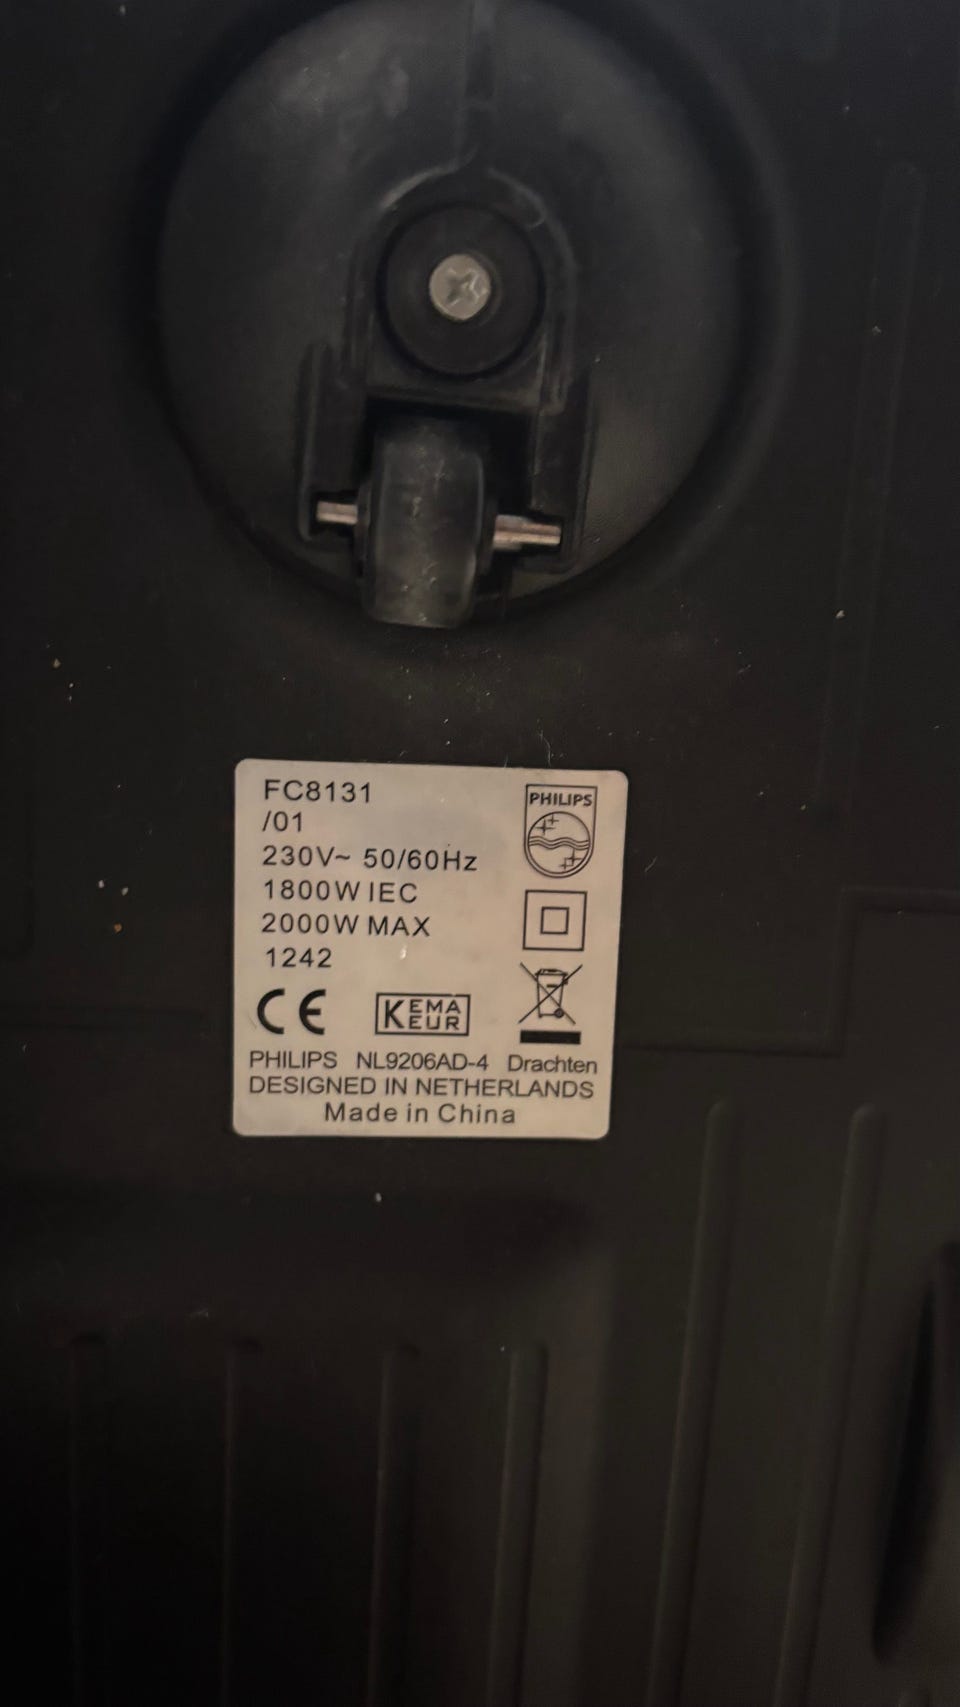 FC8131
/01
230V~ 50/60Hz
1800W IEC
2000W MAX
1242
PHILIPS
CE
KEMA
EUR
PHILIPS NL9206AD-4 Drachten
DESIGNED IN NETHERLANDS
Made in China